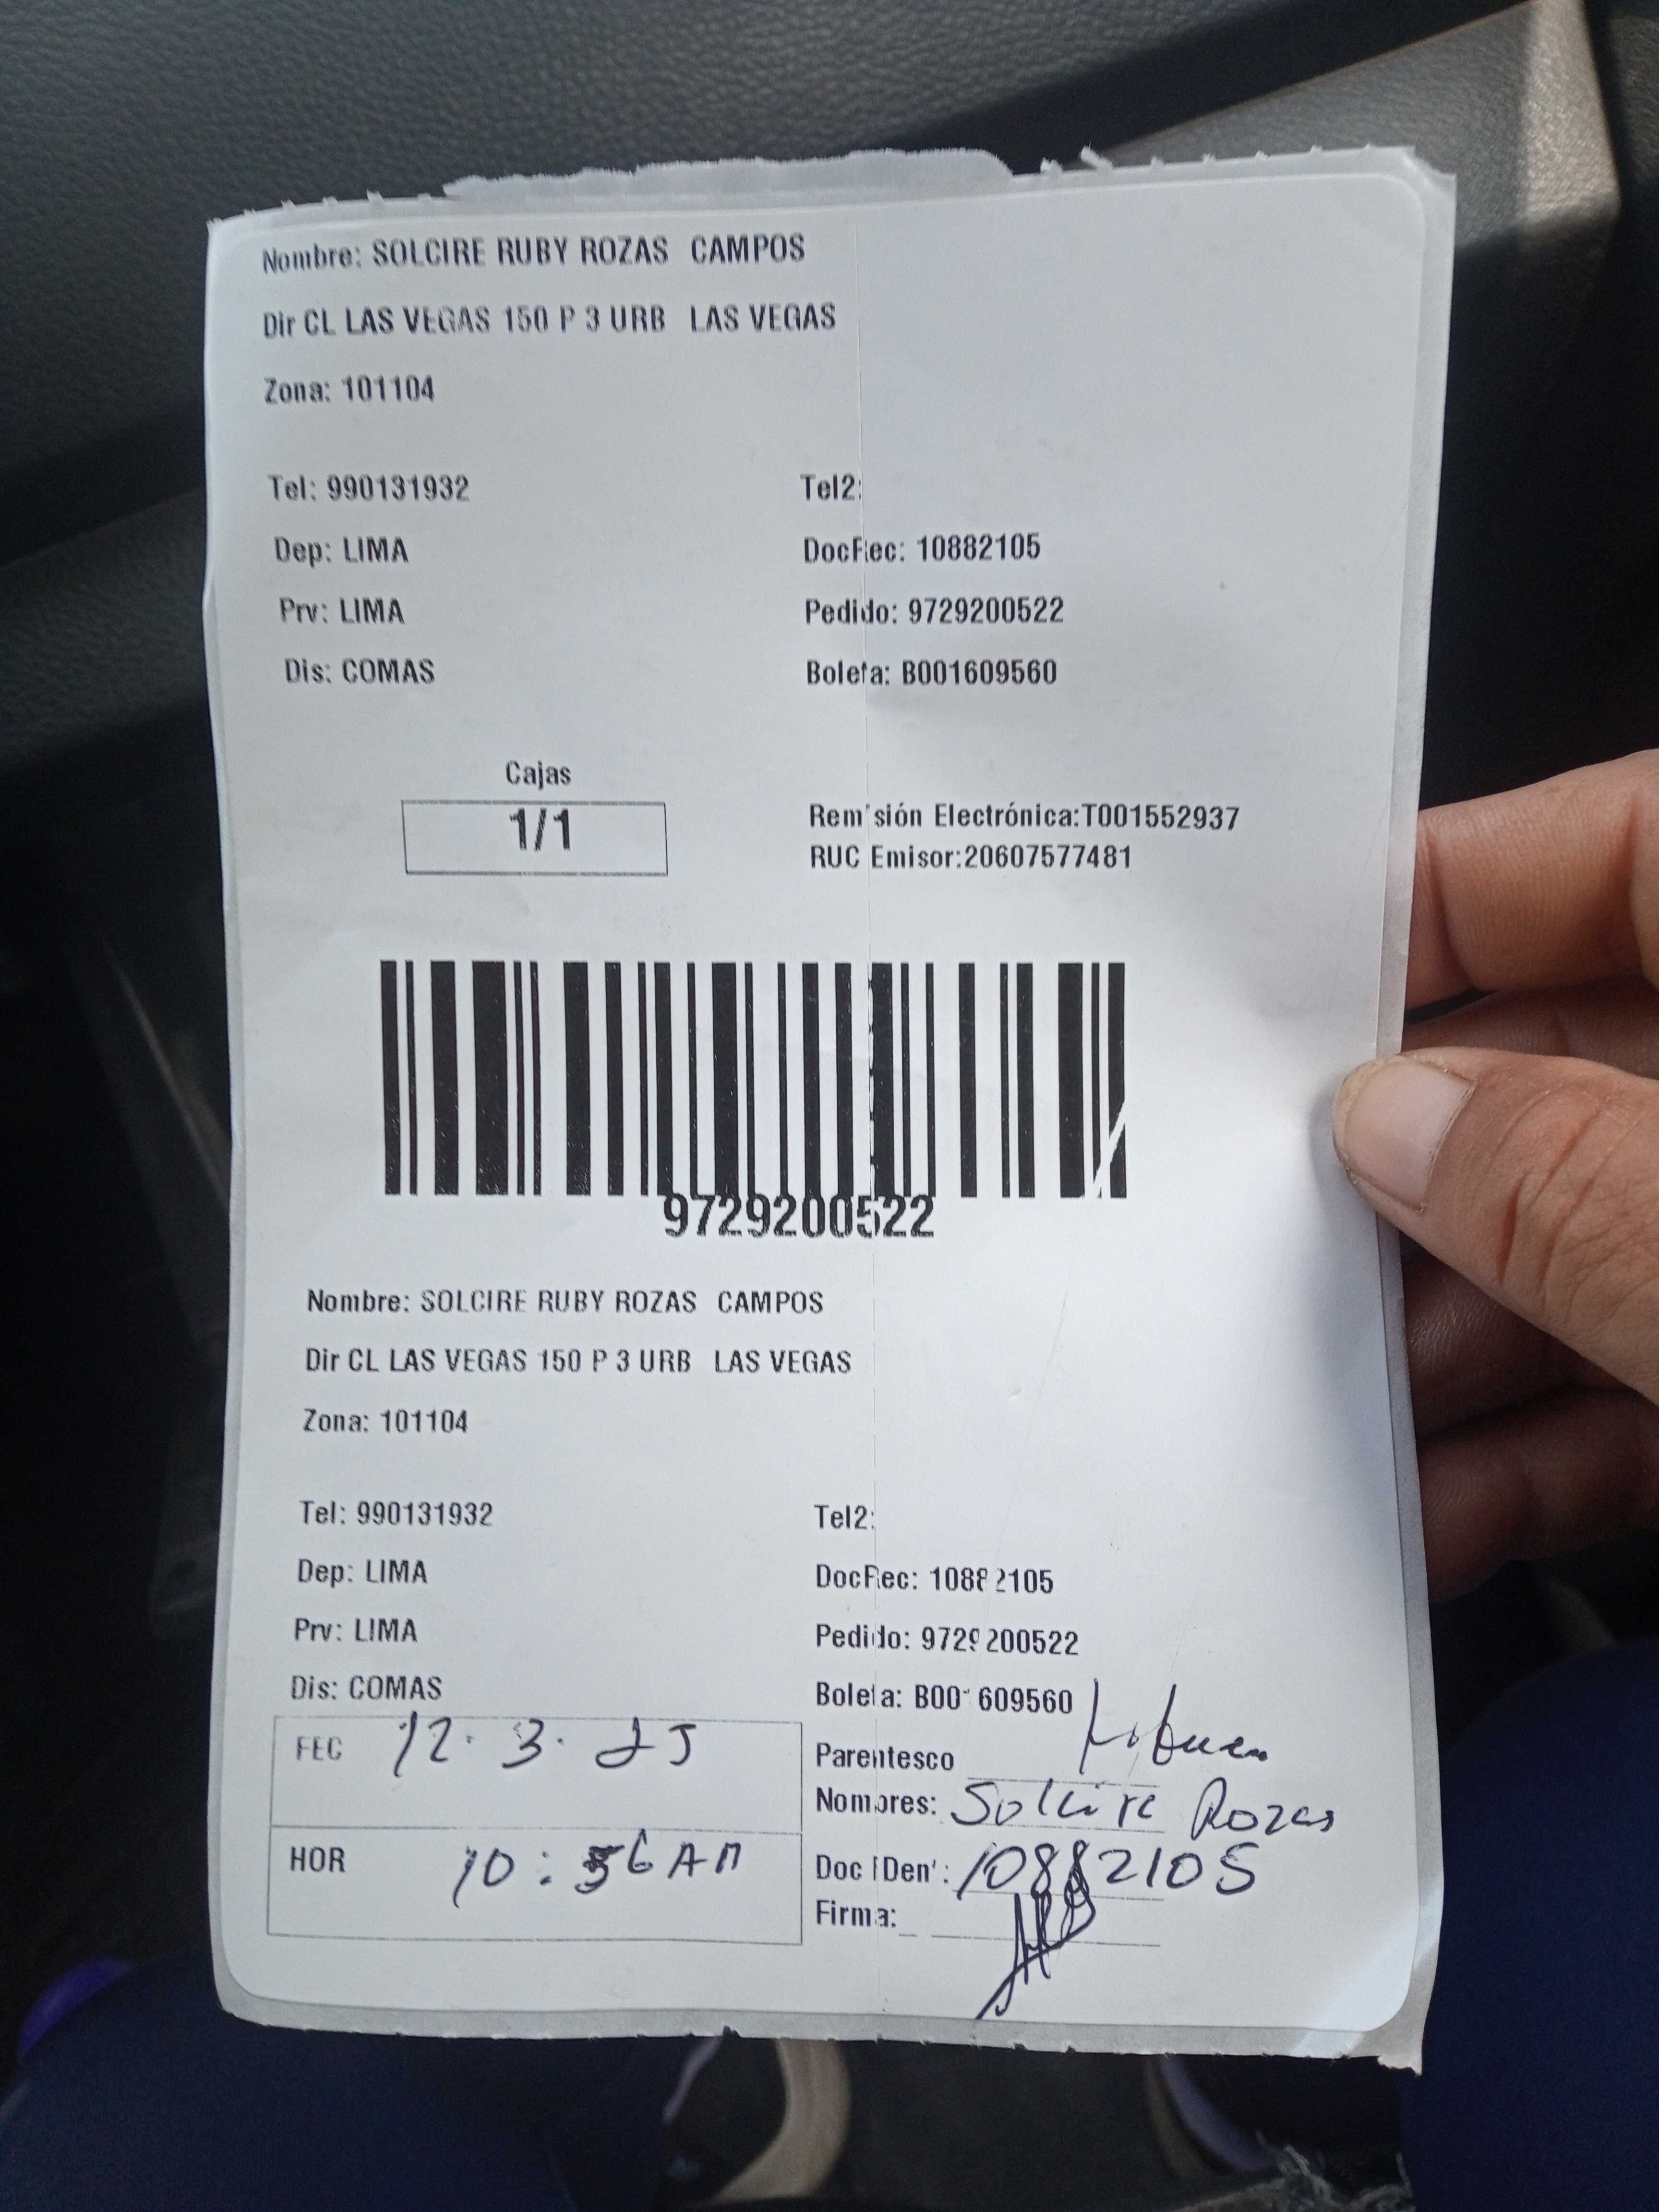 Nombre: SOLCIRE RUBY ROZAS CAMPOS
Dir CL LAS VEGAS 150 P 3 URB LAS VEGAS
Zona: 101104
Tel: 990131932 Tel2:
Dep: LIMA DocRec: 10882105
Prv: LIMA Pedido: 9729200522
Dis: COMAS Boleta: B001609560
Cajas
1/1
Remisión Electrónica:T001552937
RUC Emisor:20607577481
9729200522
Nombre: SOLCIRE RUBY ROZAS CAMPOS
Dir CL LAS VEGAS 150 P 3 URB LAS VEGAS
Zona: 101104
Tel: 990131932 Tel2:
Dep: LIMA DocRec: 10882105
Prv: LIMA Pedido: 9729200522
Dis: COMAS Boleta: B001609560
FEC 12. 3. 25
Parentesco
Nombres: Solcire Rozas
HOR 10:56 AM
Doc IDen: 10882105
Firma: